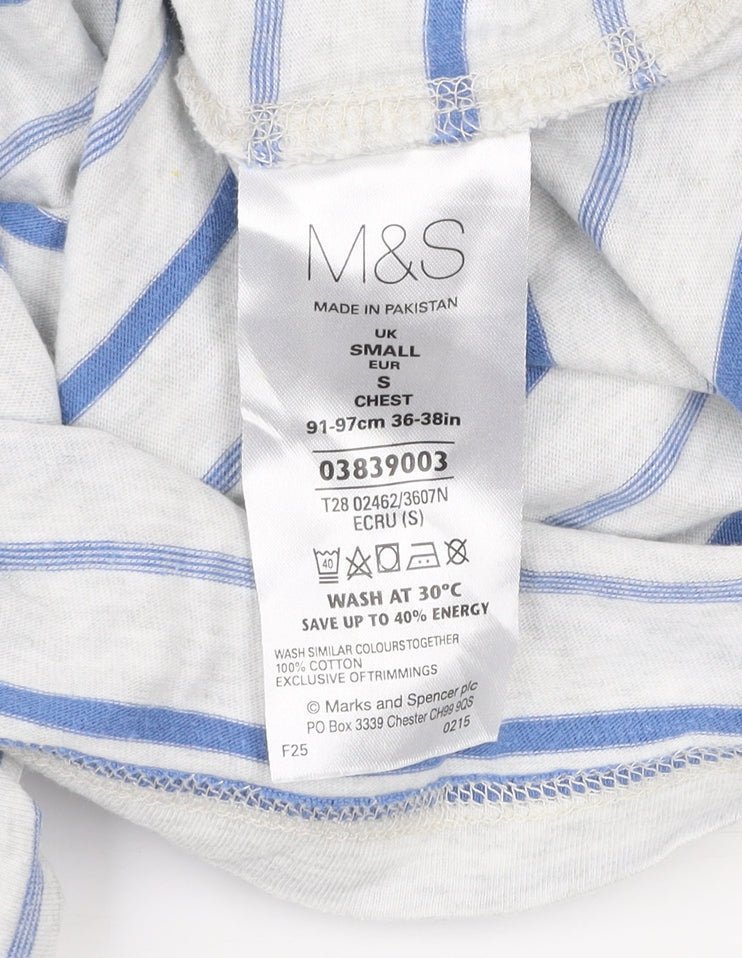 M&S
MADE IN PAKISTAN
UK
SMALL
EUR
S
CHEST
91-97cm 36-38in
03839003
T28 02462/3607N
ECRU (S)
40
WASH AT 30°C
SAVE UP TO 40% ENERGY
WASH SIMILAR COLOURS TOGETHER
100% COTTON
EXCLUSIVE OF TRIMMINGS
© Marks and Spencer plc
PO Box 3339 Chester CH99 9QS
F25 0215